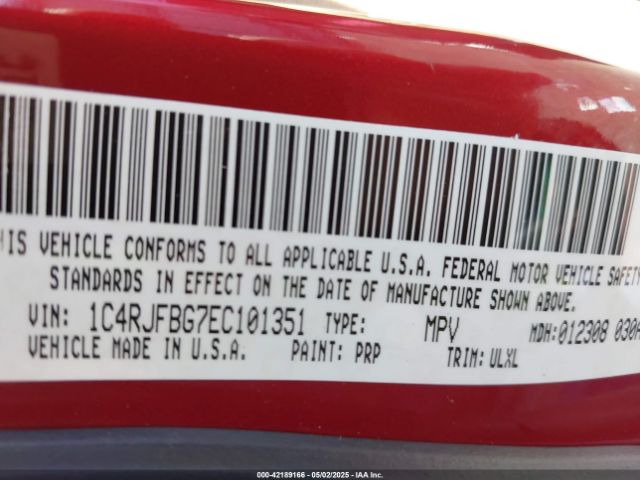 IS VEHICLE CONFORMS TO ALL APPLICABLE U.S.A. FEDERAL MOTOR VEHICLE SAFETY
STANDARDS IN EFFECT ON THE DATE OF MANUFACTURE SHOWN ABOVE.
VIN: 1C4RJFBG7EC101351 TYPE: MPV MDH:012308 030
VEHICLE MADE IN U.S.A. PAINT: PRP TRIM: ULXL
000-42189166 - 05/02/2025 - IAA Inc.